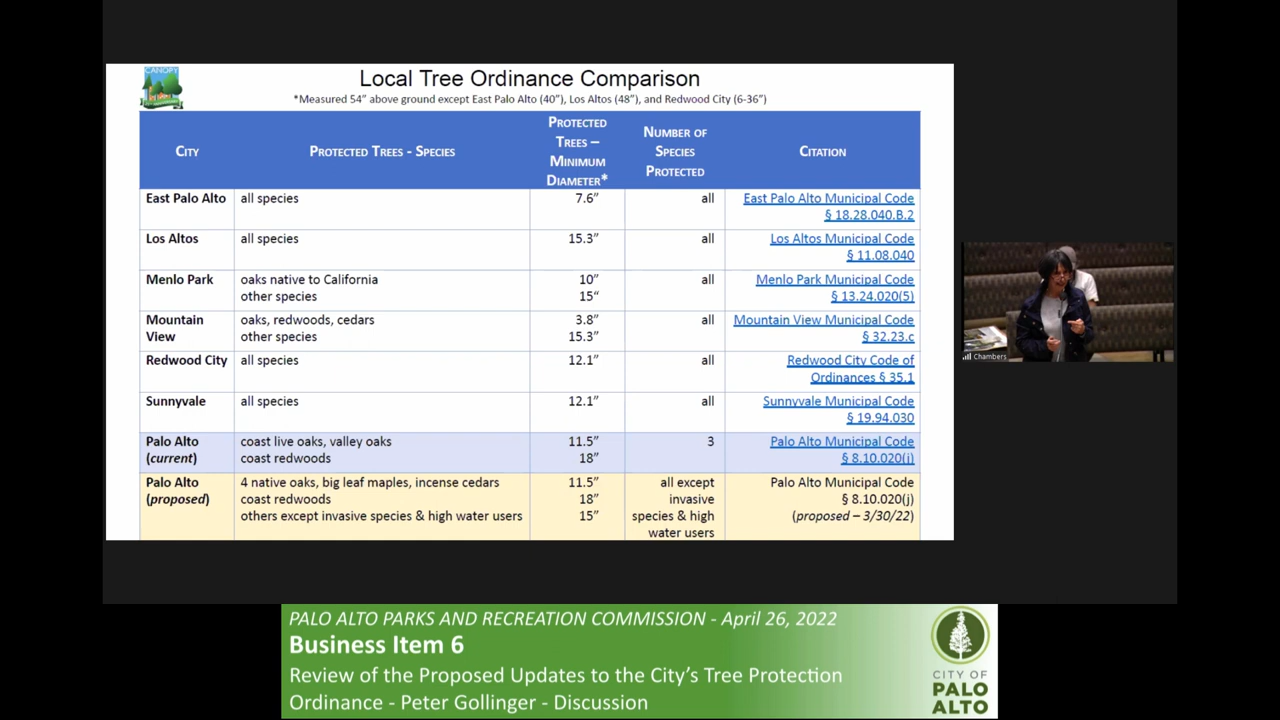 CANOPY
Local Tree Ordinance Comparison
*Measured 54” above ground except East Palo Alto (40”), Los Altos (48”), and Redwood City (6-36”)
CITY
PROTECTED TREES - SPECIES
PROTECTED
TREES –
MINIMUM
DIAMETER*
NUMBER OF
SPECIES
PROTECTED
CITATION
East Palo Alto all species 7.6” all East Palo Alto Municipal Code
§ 18.28.040.B.2
Los Altos all species 15.3” all Los Altos Municipal Code
§ 11.08.040
Menlo Park oaks native to California 10” all Menlo Park Municipal Code
other species 15“ § 13.24.020(5)
Mountain oaks, redwoods, cedars 3.8” all Mountain View Municipal Code
View other species 15.3” § 32.23.c
Redwood City all species 12.1” all Redwood City Code of
Ordinances § 35.1
Sunnyvale all species 12.1” all Sunnyvale Municipal Code
§ 19.94.030
Palo Alto coast live oaks, valley oaks 11.5” 3 Palo Alto Municipal Code
(current) coast redwoods 18” § 8.10.020(j)
Palo Alto 4 native oaks, big leaf maples, incense cedars 11.5” all except Palo Alto Municipal Code
(proposed) coast redwoods 18” invasive § 8.10.020(j)
others except invasive species & high water users 15” species & high (proposed – 3/30/22)
water users
Chambers
PALO ALTO PARKS AND RECREATION COMMISSION - April 26, 2022
Business Item 6
Review of the Proposed Updates to the City’s Tree Protection
Ordinance - Peter Gollinger - Discussion
CITY OF
PALO
ALTO